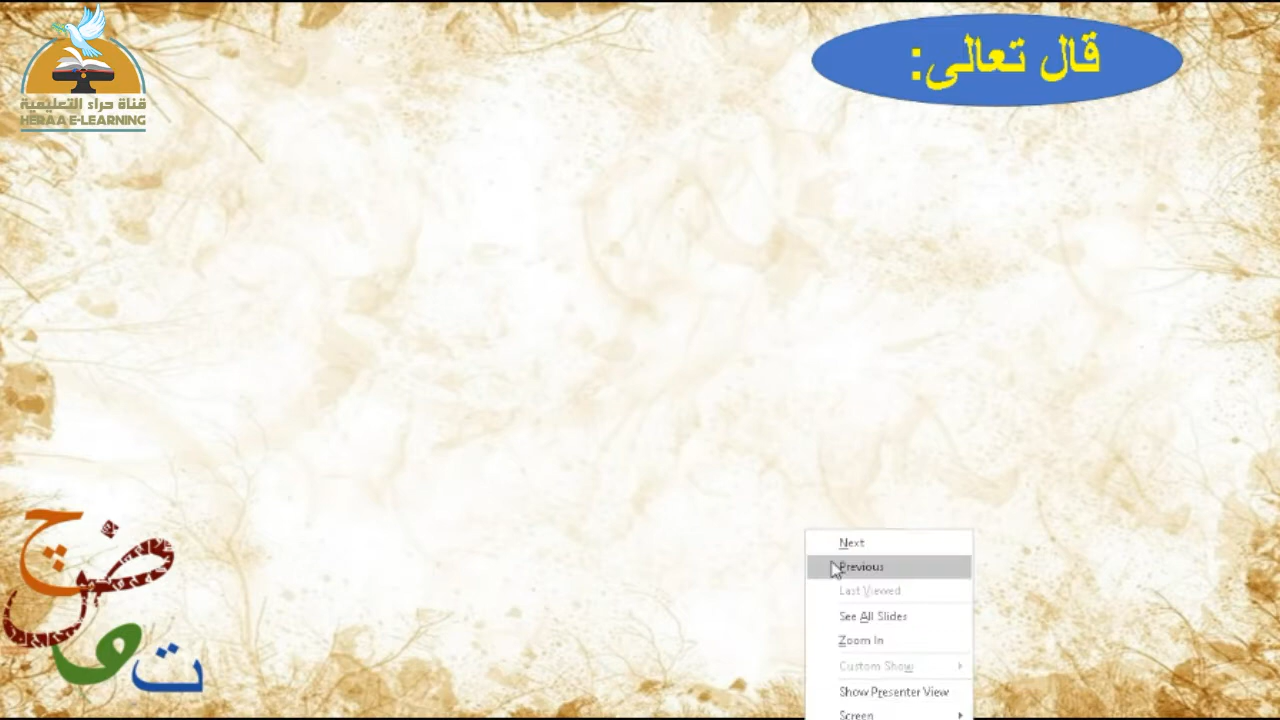 قال تعالى:
قناة حراء التعليمية
HERAA E-LEARNING
Next
Previous
Last Viewed
See All Slides
Zoom In
Custom Show
Show Presenter View
Screen
ج
ض
و
ت